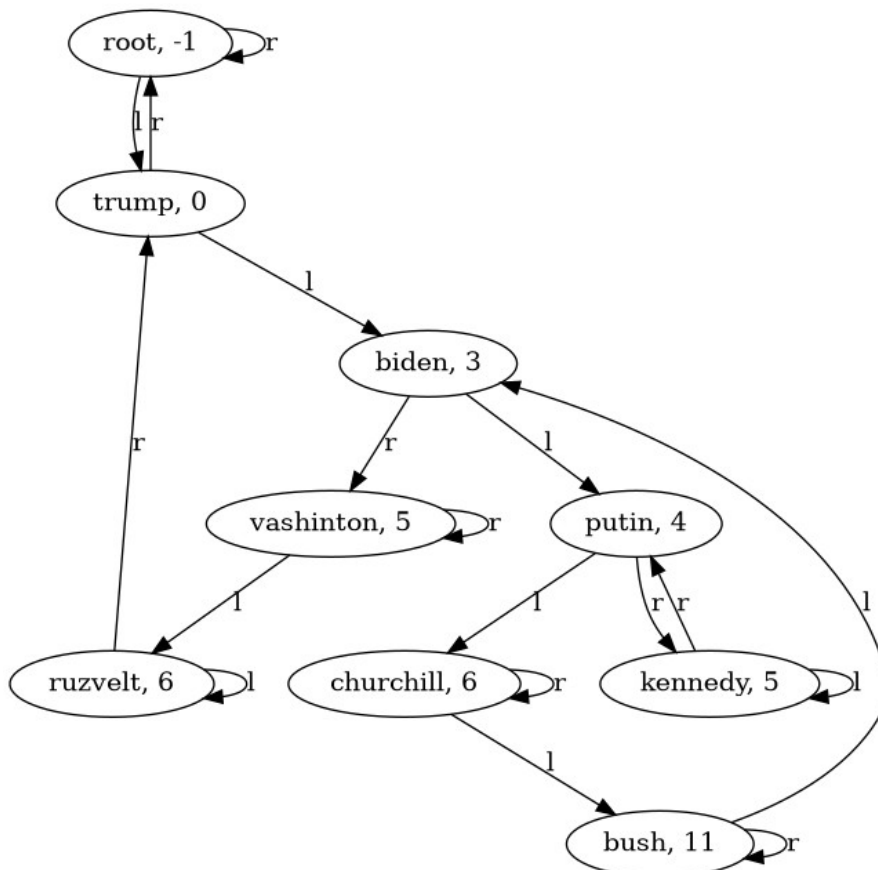 root, -1
r
l
r
trump, 0
l
biden, 3
r
r
l
vashinton, 5
r
putin, 4
l
l
r
r
l
ruzvelt, 6
l
churchill, 6
r
kennedy, 5
l
l
bush, 11
r